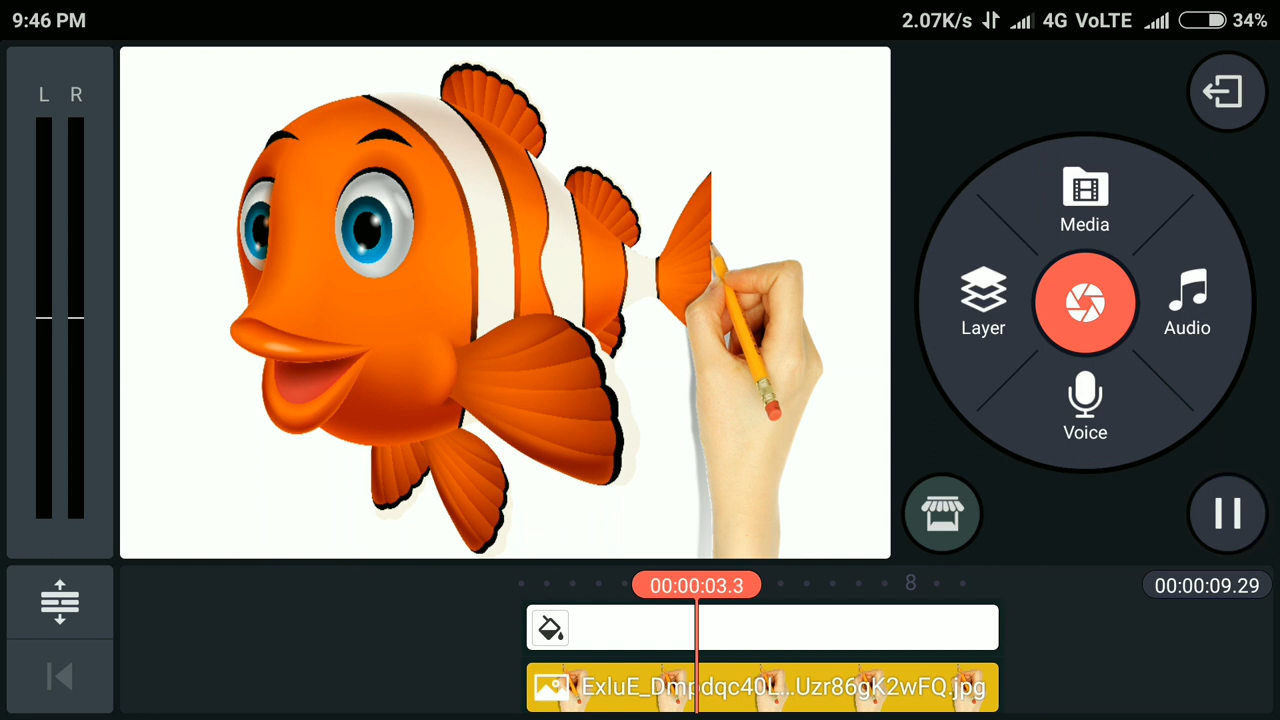 9:46 PM
2.07K/s 4G VoLTE 34%
L R
Media
Layer
Audio
Voice
00:00:03.3
8
00:00:09.29
ExluE_Dmpdqc40L...Uzr86gK2wFQ.jpg